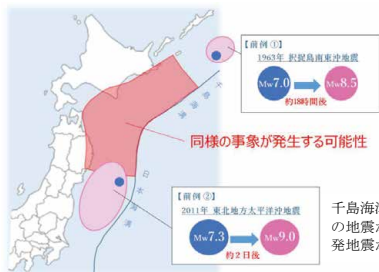 【前例①】
1963年 択捉島南東沖地震
Mw7.0
Mw8.5
約18時間後
千島海溝
同様の事象が発生する可能性
日本海溝
【前例②】
2011年 東北地方太平洋沖地震
Mw7.3
Mw9.0
約2日後
千島海
の地震
発地震